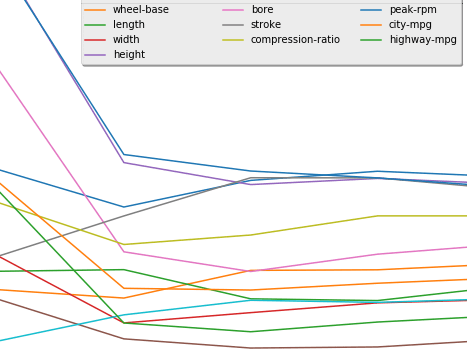 wheel-base bore peak-rpm
length stroke city-mpg
width compression-ratio highway-mpg
height